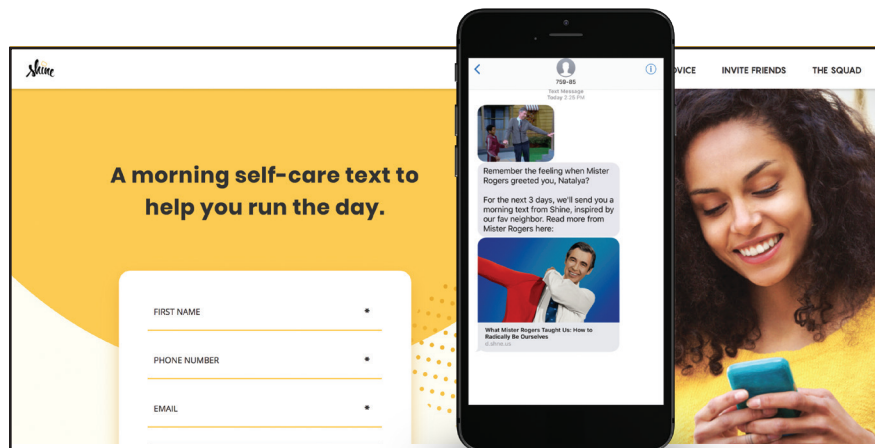 Shine
A morning self-care text to
help you run the day.
FIRST NAME *
PHONE NUMBER *
EMAIL *
759-85
Text Message
Today 2:26 PM
Remember the feeling when Mister
Rogers greeted you, Natalya?
For the next 3 days, we'll send you a
morning text from Shine, inspired by
our fav neighbor. Read more from
Mister Rogers here:
What Mister Rogers Taught Us: How to
Radically Be Ourselves
INVITE FRIENDS
THE SQUAD